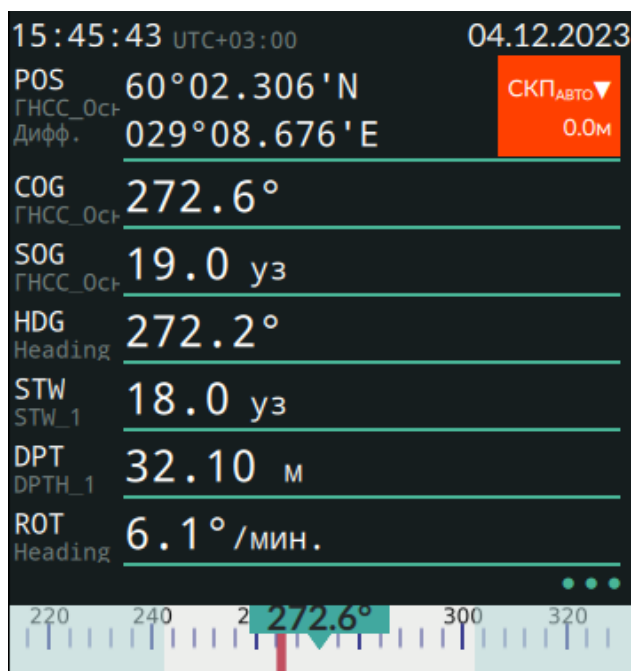 15:45:43 UTC+03:00 04.12.2023
POS 60°02.306'N СКПАВТО▼
ГНСС_Осн
Дифф. 029°08.676'E 0.0м
COG 272.6°
ГНСС_Осн
SOG 19.0 уз
ГНСС_Осн
HDG 272.2°
Heading
STW 18.0 уз
STW_1
DPT 32.10 м
DPTH_1
ROT 6.1°/мин.
Heading
220 240 2 272.6° 300 320